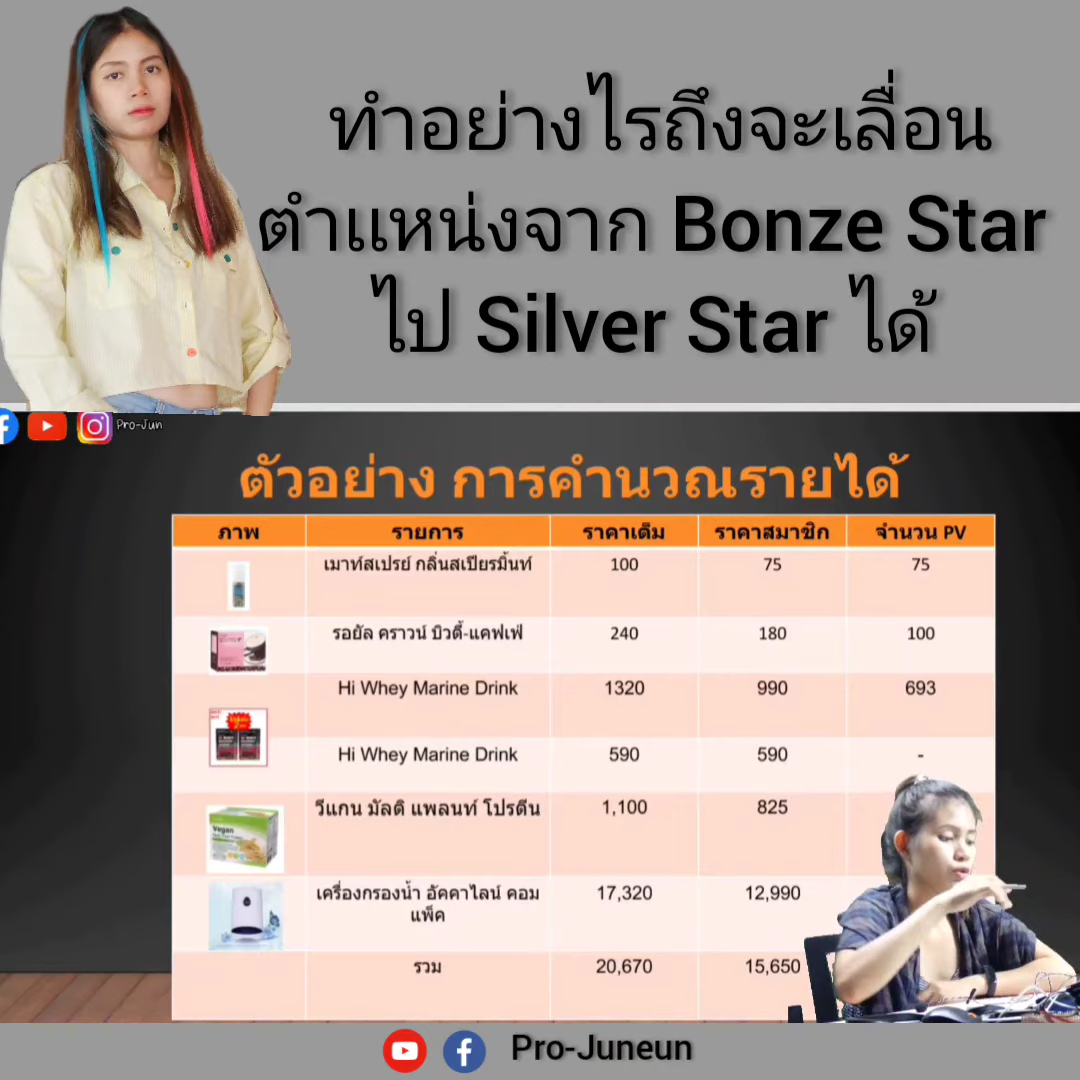 ทำอย่างไรถึงจะเลื่อน
ตำแหน่งจาก Bonze Star
ไป Silver Star ได้
Pro-Jun
ตัวอย่าง การคำนวณรายได้
ภาพ รายการ ราคาเต็ม ราคาสมาชิก จำนวน PV
เมาท์สเปรย์ กลิ่นสเปียรมิ้นท์ 100 75 75
รอยัล คราวน์ บิวตี้-แคฟเฟ่ 240 180 100
Hi Whey Marine Drink 1320 990 693
Hi Whey Marine Drink 590 590 -
วีแกน มัลติ แพลนท์ โปรตีน 1,100 825
Vegan
เครื่องกรองน้ำ อัคคาไลน์ คอม
แพ็ค 17,320 12,990
รวม 20,670 15,650
Pro-Juneun